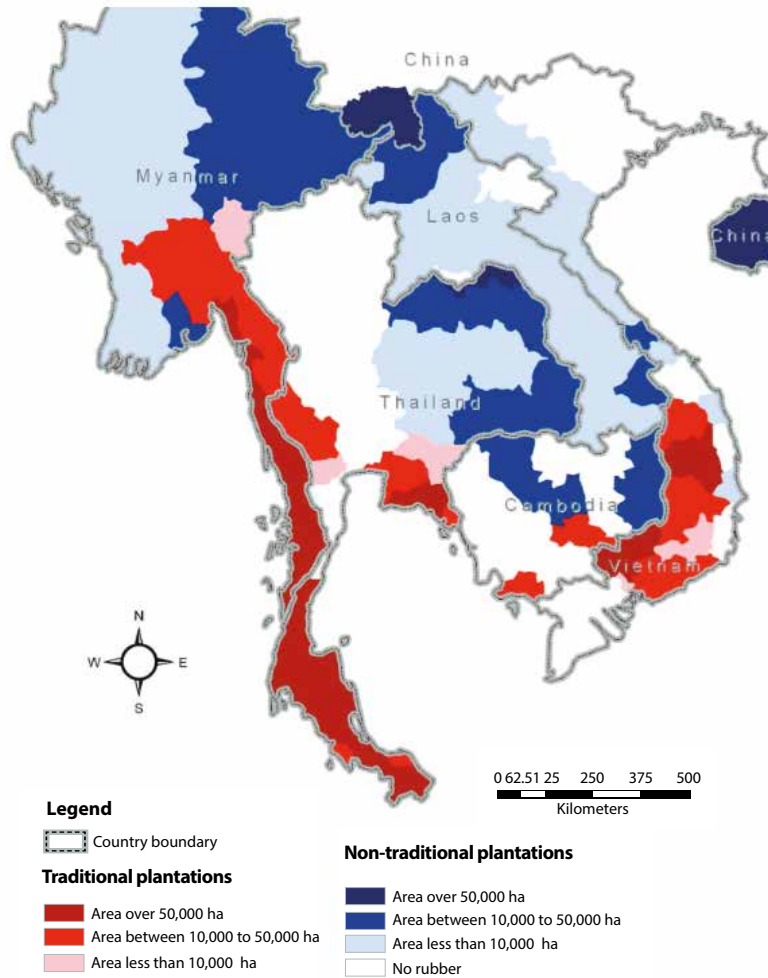 China
Myanmar
Laos
China
Thailand
Cambodia
Vietnam
N
W E
S
0 62.51 25 250 375 500
Kilometers
Legend
Country boundary
Traditional plantations
Area over 50,000 ha
Area between 10,000 to 50,000 ha
Area less than 10,000 ha
Non-traditional plantations
Area over 50,000 ha
Area between 10,000 to 50,000 ha
Area less than 10,000 ha
No rubber